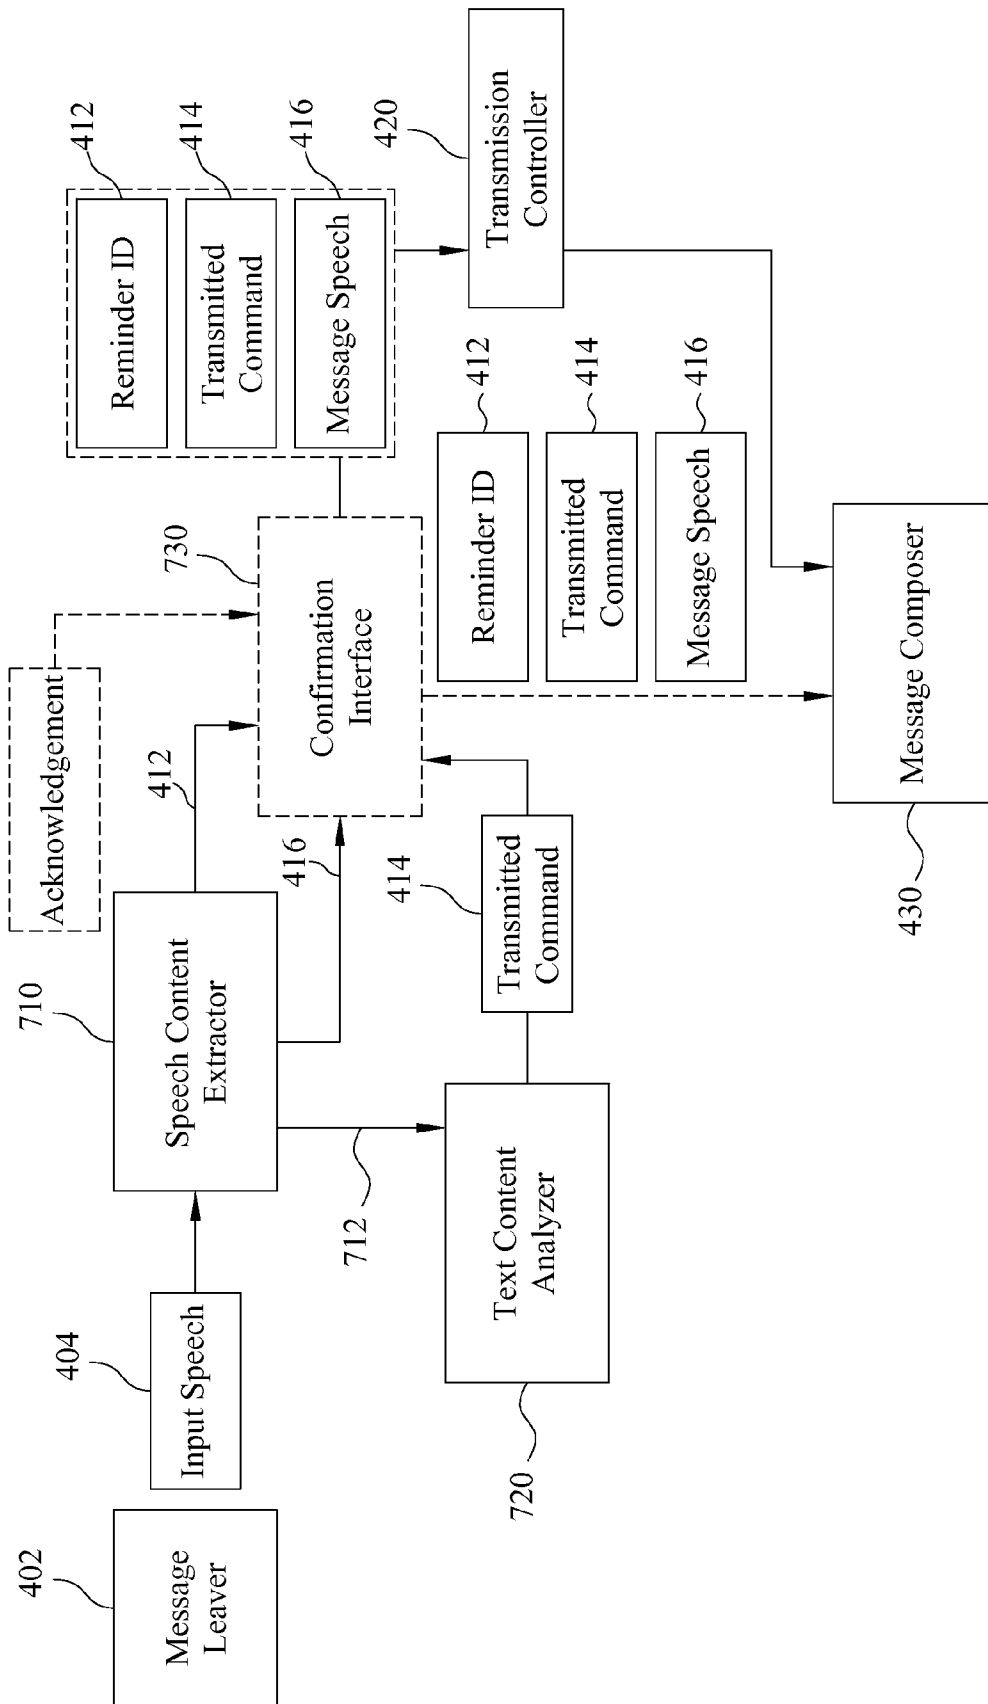 402
Message
Leaver
404
Input Speech
710
Speech Content
Extractor
Acknowledgement
412
416
712
720
Text Content
Analyzer
414
Transmitted
Command
730
Confirmation
Interface
Reminder ID
412
Transmitted
Command
414
Message Speech
416
Reminder ID
412
Transmitted
Command
414
Message Speech
416
420
Transmission
Controller
430
Message Composer